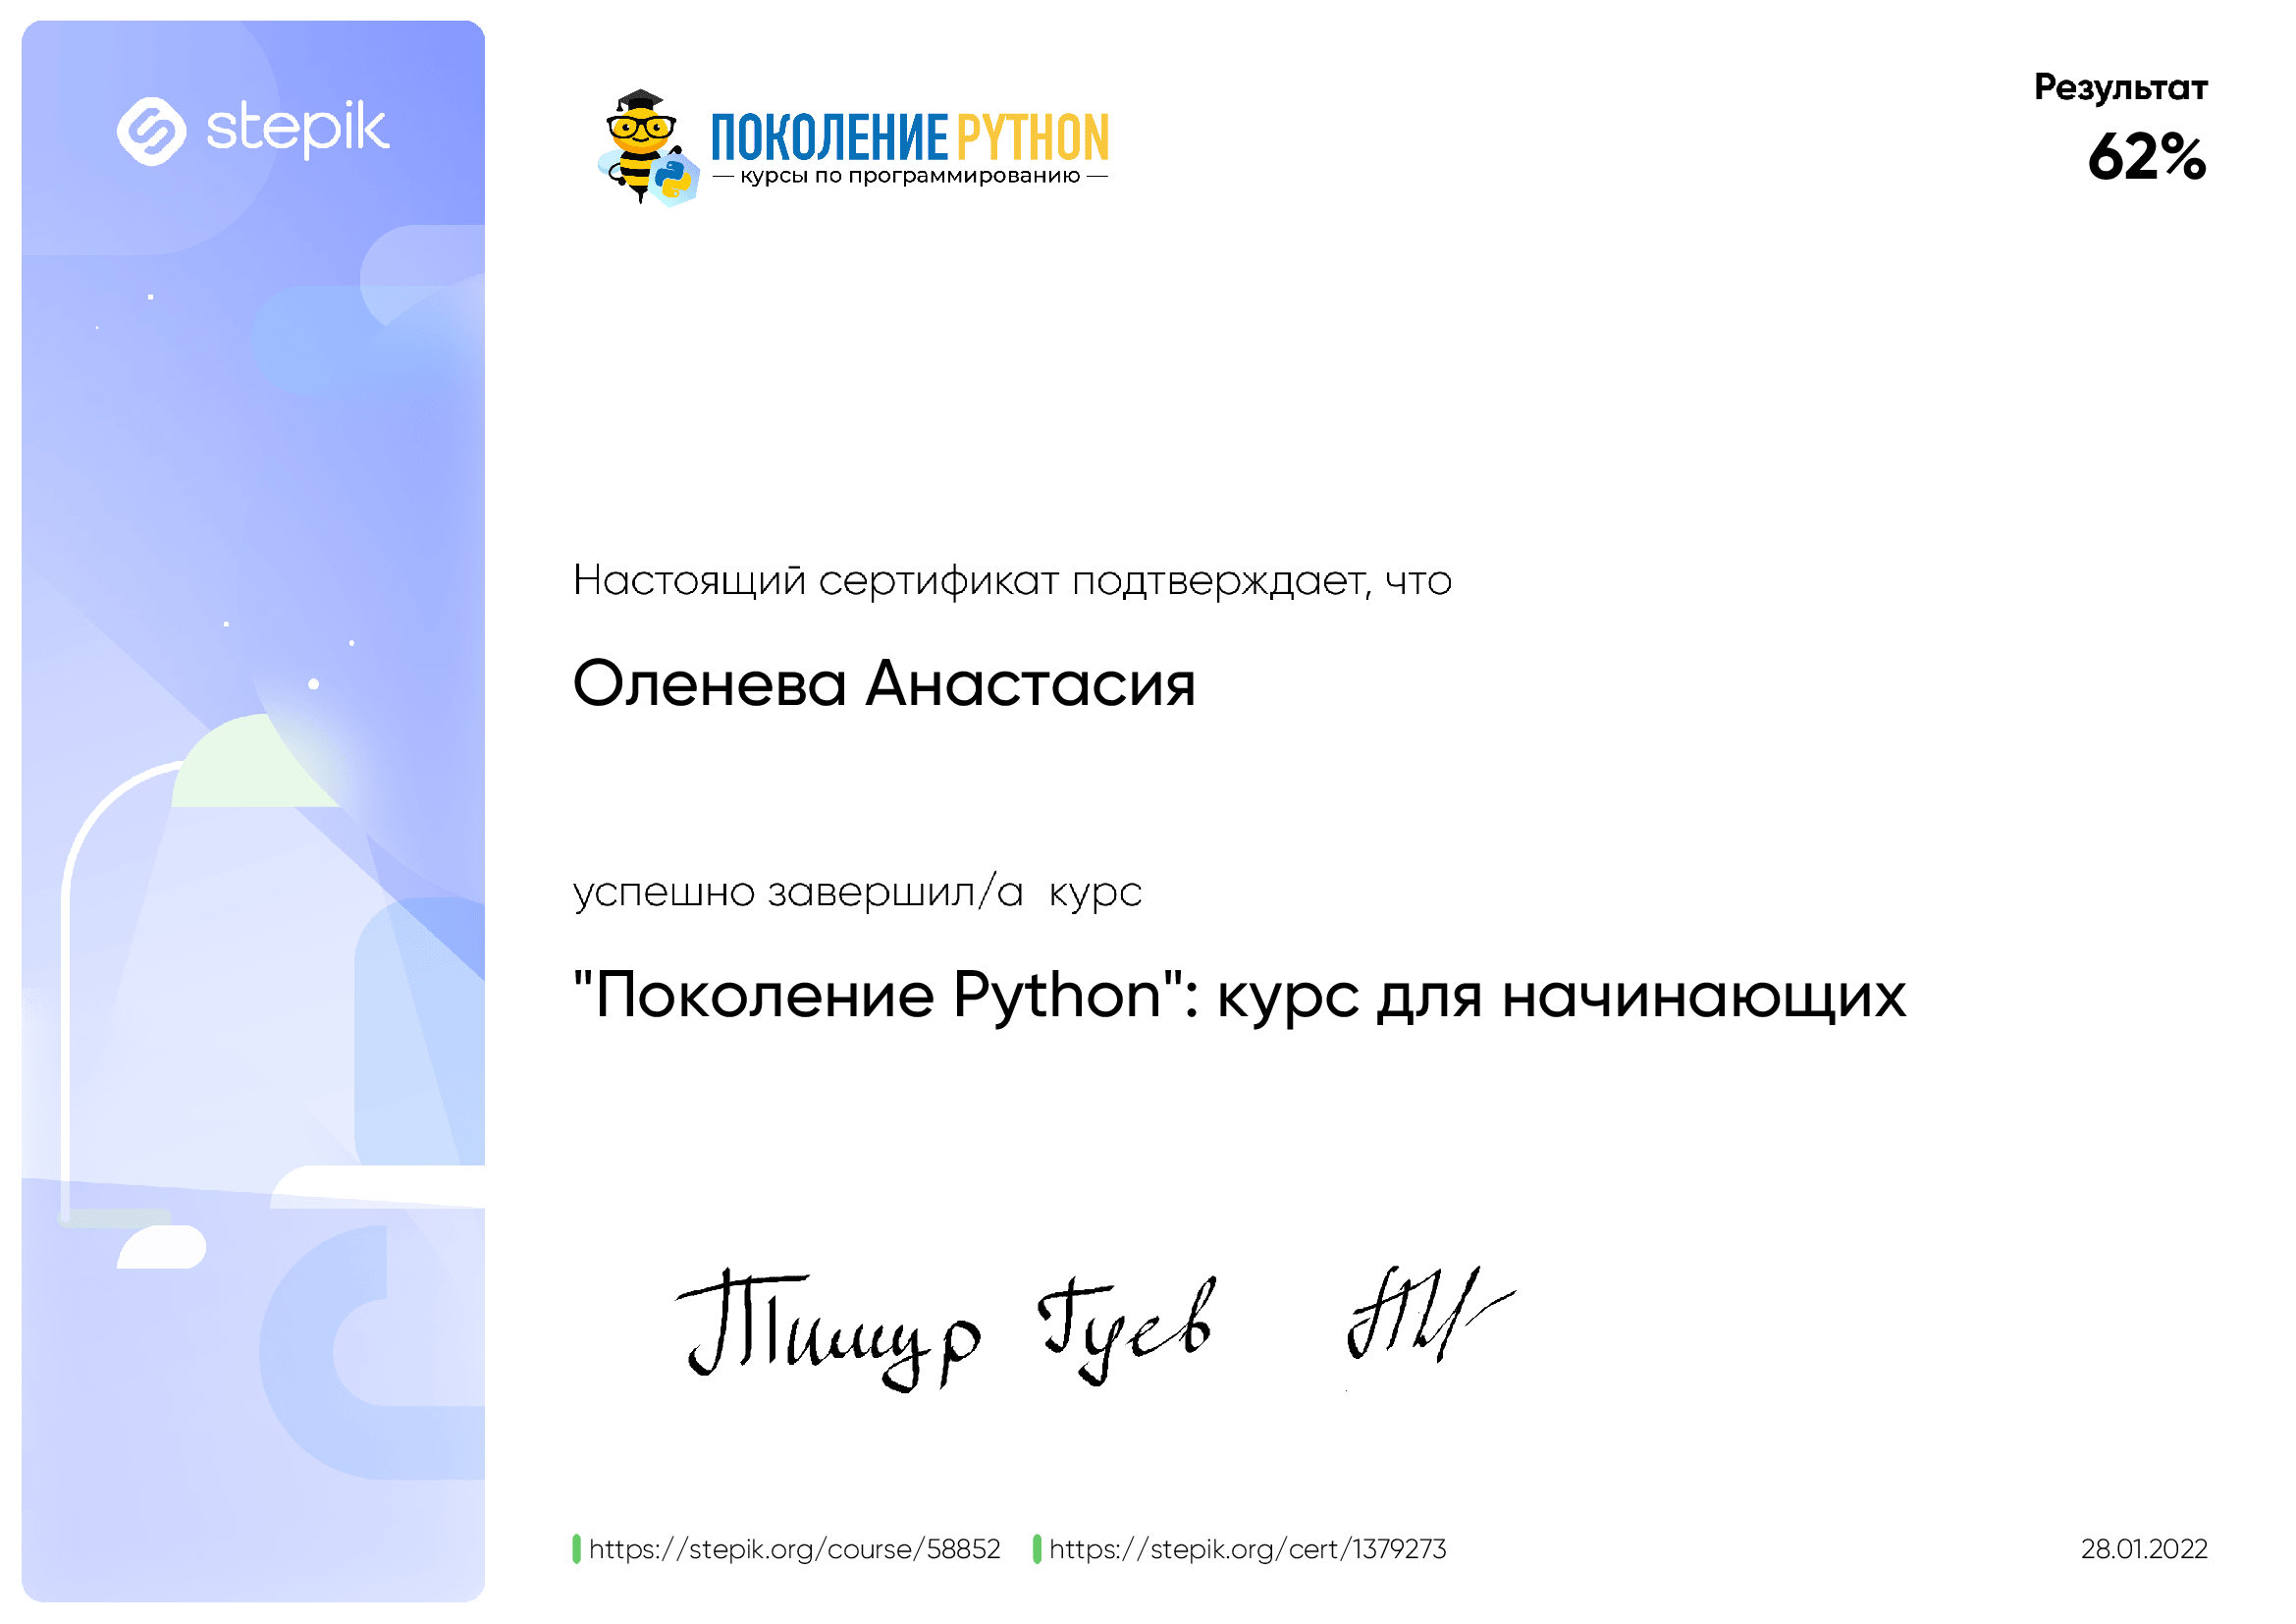 stepik
ПОКОЛЕНИЕ PYTHON
— курсы по программированию —
Результат
62%
Настоящий сертификат подтверждает, что
Оленева Анастасия
успешно завершил/а  курс
"Поколение Python": курс для начинающих
Тимур Гуев
https://stepik.org/course/58852 https://stepik.org/cert/1379273
28.01.2022